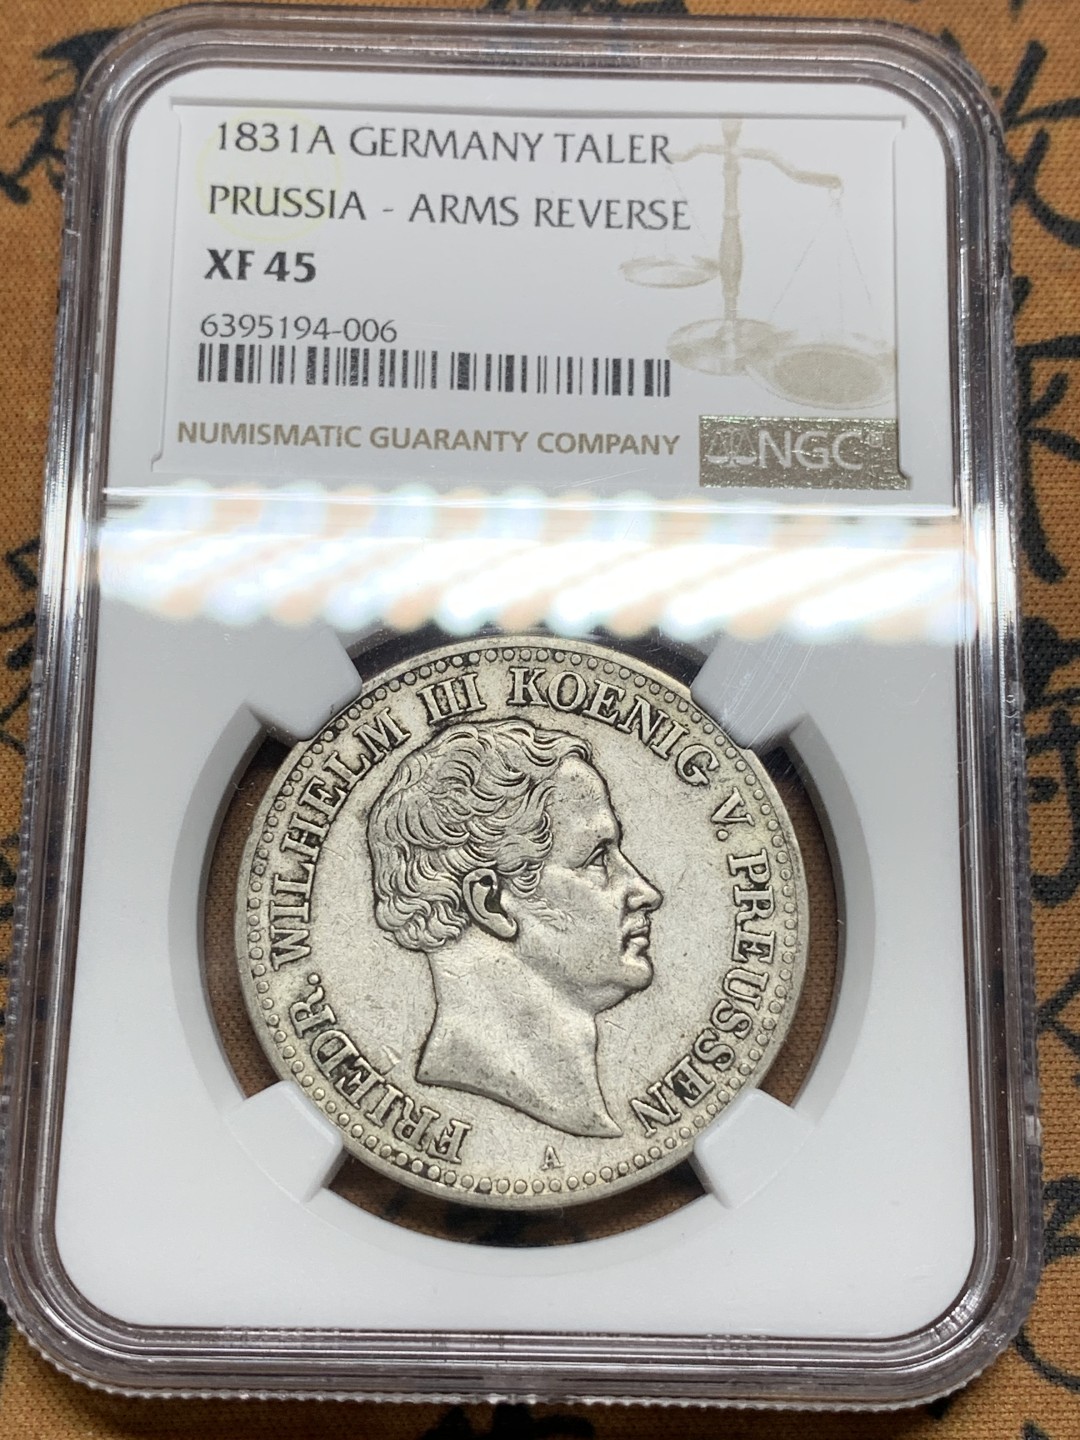 1831A GERMANY TALER
PRUSSIA - ARMS REVERSE
XF 45
6395194-006
NUMISMATIC GUARANTY COMPANY
NGC
FRIEDR. WILHELM III KOENIG V. PREUSSEN
A